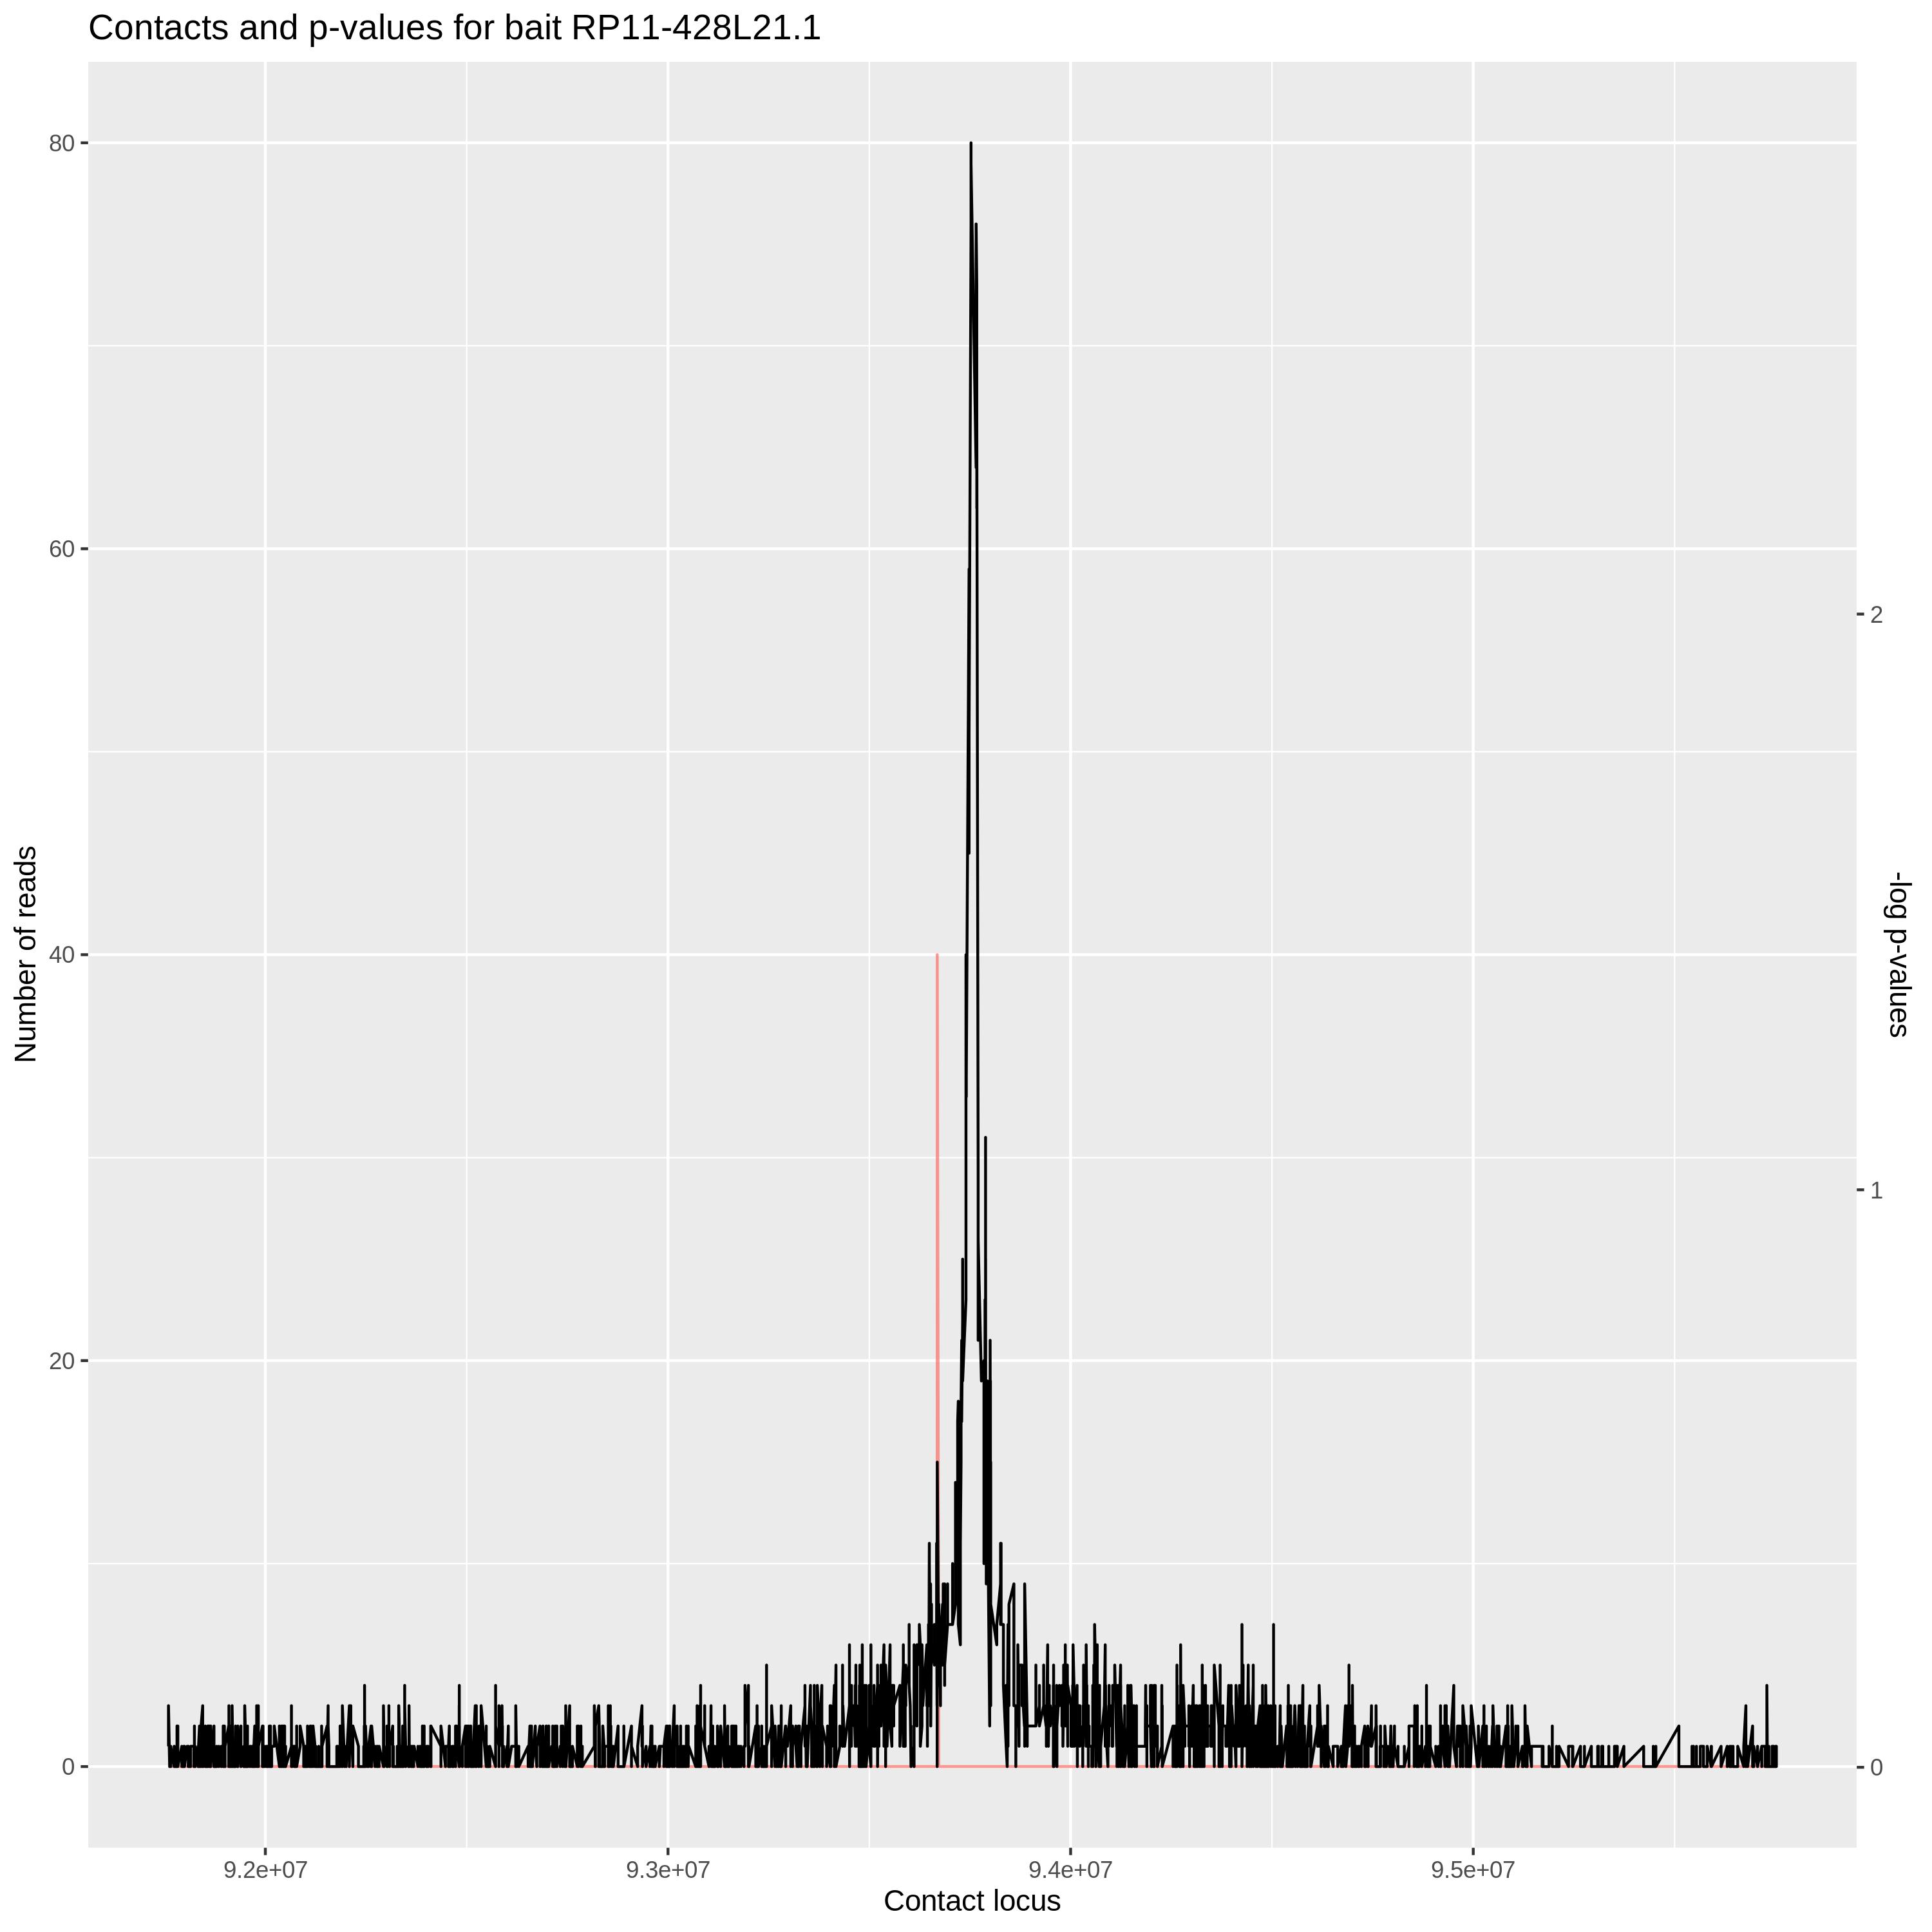 Contacts and p-values for bait RP11-428L21.1
80
60
40
20
0
Number of reads
2
1
0
-log p-values
9.2e+07 9.3e+07 9.4e+07 9.5e+07
Contact locus